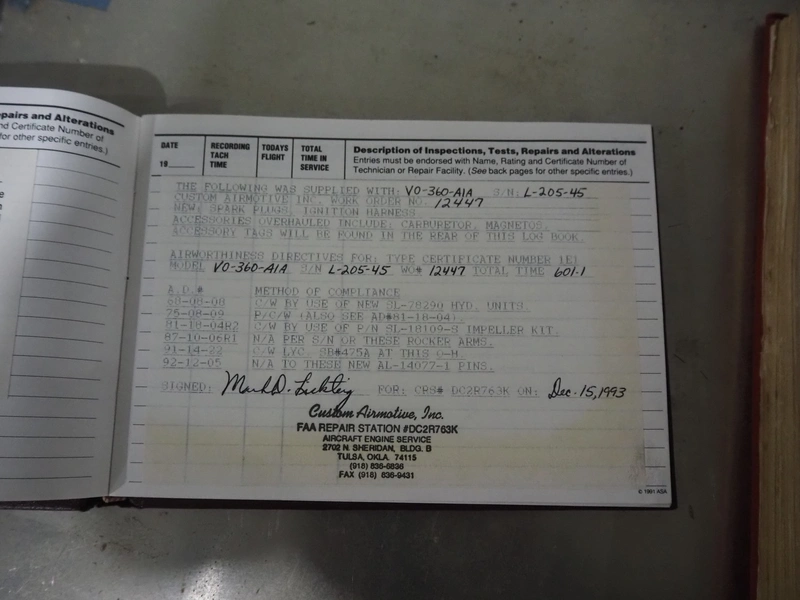 epairs and Alterations
nd Certificate Number of
for other specific entries.)
DATE
19
RECORDING
TACH
TIME
TODAYS
FLIGHT
TOTAL
TIME IN
SERVICE
Description of Inspections, Tests, Repairs and Alterations
Entries must be endorsed with Name, Rating and Certificate Number of
Technician or Repair Facility. (See back pages for other specific entries.)
THE FOLLOWING WAS SUPPLIED WITH: VO-360-A1A S/N: L-205-45
CUSTOM AIRMOTIVE INC. WORK ORDER NO. 12447
NEW: SPARK PLUGS, IGNITION HARNESS
ACCESSORIES OVERHAULED INCLUDE: CARBURETOR, MAGNETOS.
ACCESSORY TAGS WILL BE FOUND IN THE REAR OF THIS LOG BOOK.
AIRWORTHINESS DIRECTIVES FOR: TYPE CERTIFICATE NUMBER 1E1
MODEL VO-360-A1A S/N L-205-45 WO# 12447 TOTAL TIME 601.1
A.D.# METHOD OF COMPLIANCE
68-08-08 C/W BY USE OF NEW SL-78290 HYD. UNITS.
75-08-09 P/C/W (ALSO SEE AD#81-18-04).
81-18-04R2 C/W BY USE OF P/N SL-18109-S IMPELLER KIT.
87-10-06R1 N/A PER S/N OR THESE ROCKER ARMS.
91-14-22 C/W LYC. SB#475A AT THIS O-H.
92-12-05 N/A TO THESE NEW AL-14077-1 PINS.
SIGNED: FOR: CRS# DC2R763K ON: Dec. 15, 1993
Custom Airmotive, Inc.
FAA REPAIR STATION #DC2R763K
AIRCRAFT ENGINE SERVICE
2702 N. SHERIDAN, BLDG. B
TULSA, OKLA. 74115
(918) 838-6836
FAX (918) 836-9431
© 1991 ASA